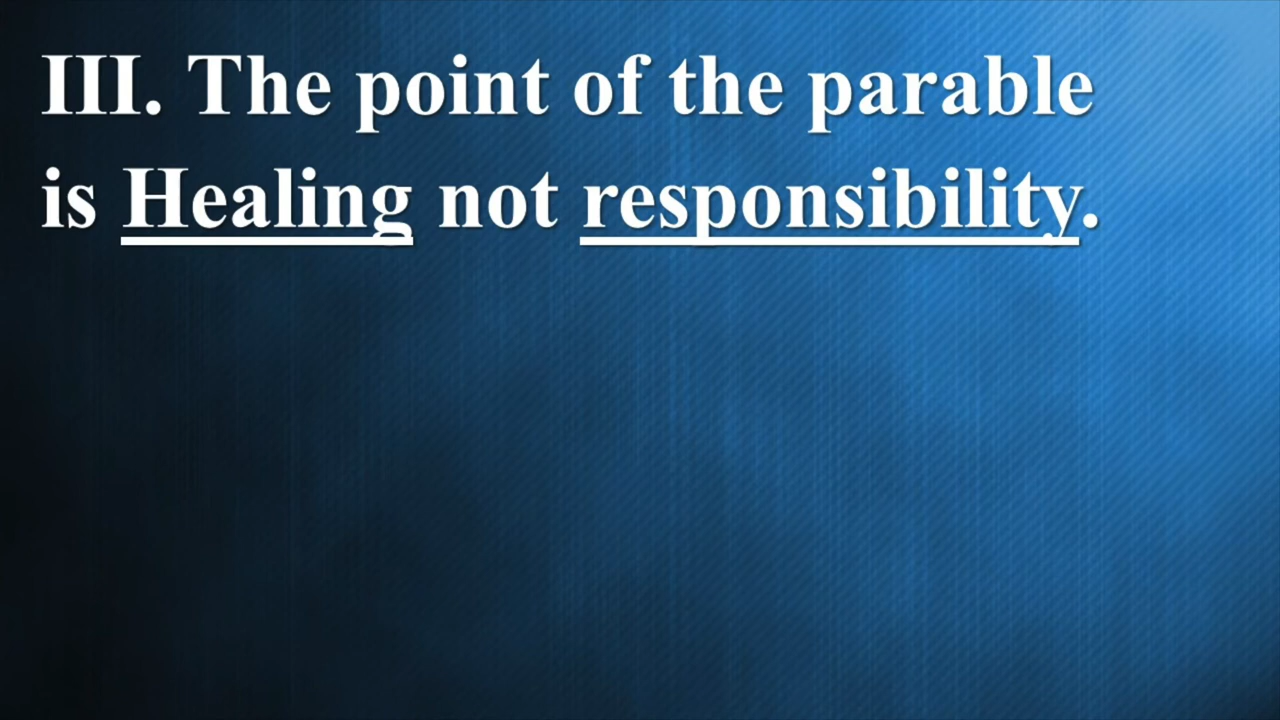 III. The point of the parable
is Healing not responsibility.